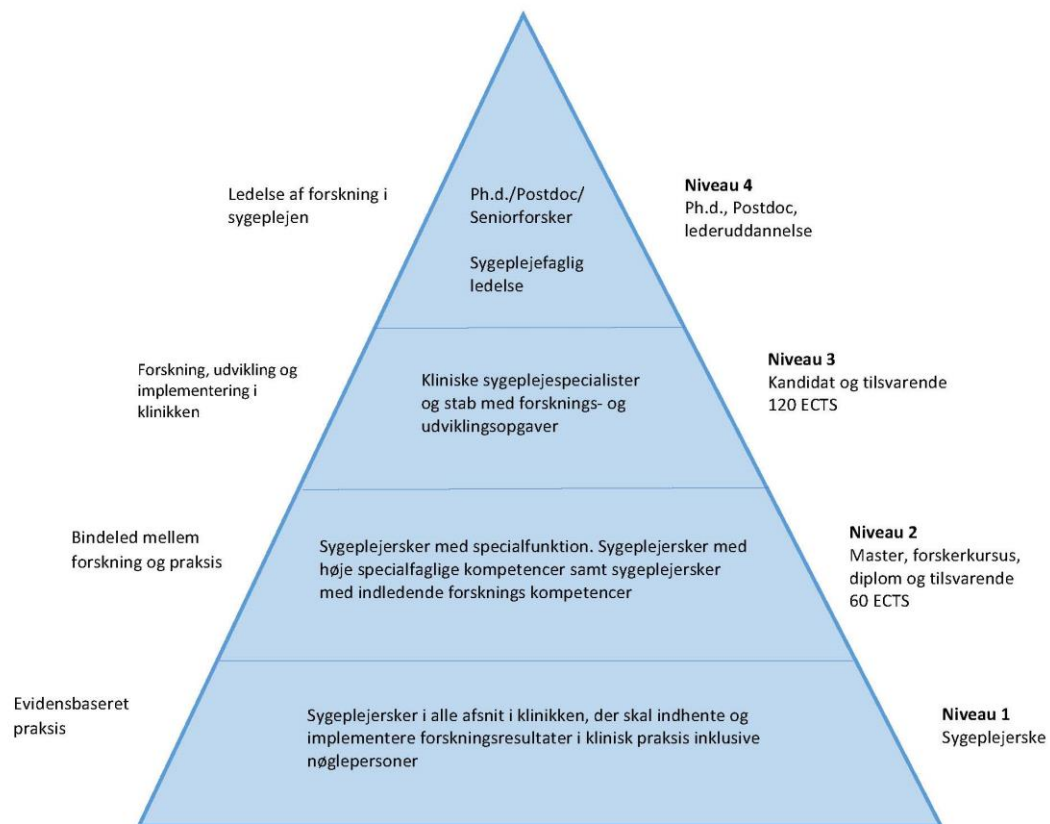 Ledelse af forskning i
sygeplejen
Ph.d./Postdoc/
Seniorforsker
Sygeplejefaglig
ledelse
Niveau 4
Ph.d., Postdoc,
lederuddannelse
Forskning, udvikling og
implementering i
klinikken
Kliniske sygeplejespecialister
og stab med forsknings- og
udviklingsopgaver
Niveau 3
Kandidat og tilsvarende
120 ECTS
Bindeled mellem
forskning og praksis
Sygeplejersker med specialfunktion. Sygeplejersker med
høje specialfaglige kompetencer samt sygeplejersker
med indledende forsknings kompetencer
Niveau 2
Master, forskerkursus,
diplom og tilsvarende
60 ECTS
Evidensbaseret
praksis
Sygeplejersker i alle afsnit i klinikken, der skal indhente og
implementere forskningsresultater i klinisk praksis inklusive
nøglepersoner
Niveau 1
Sygeplejerske